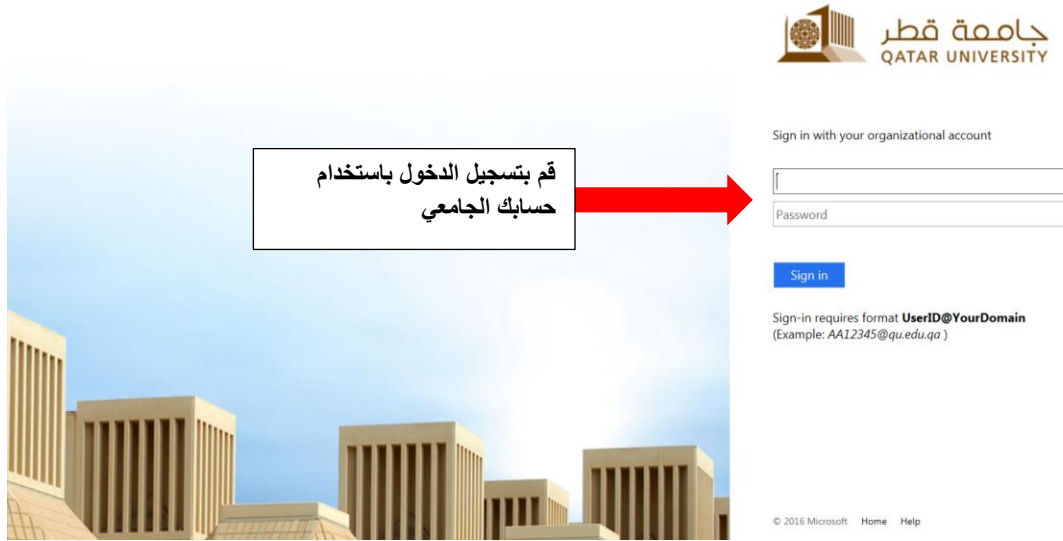 جامعة قطر
QATAR UNIVERSITY
Sign in with your organizational account
قم بتسجيل الدخول باستخدام
حسابك الجامعي
Password
Sign in
Sign-in requires format UserID@YourDomain
(Example: AA12345@qu.edu.qa )
© 2016 Microsoft Home Help